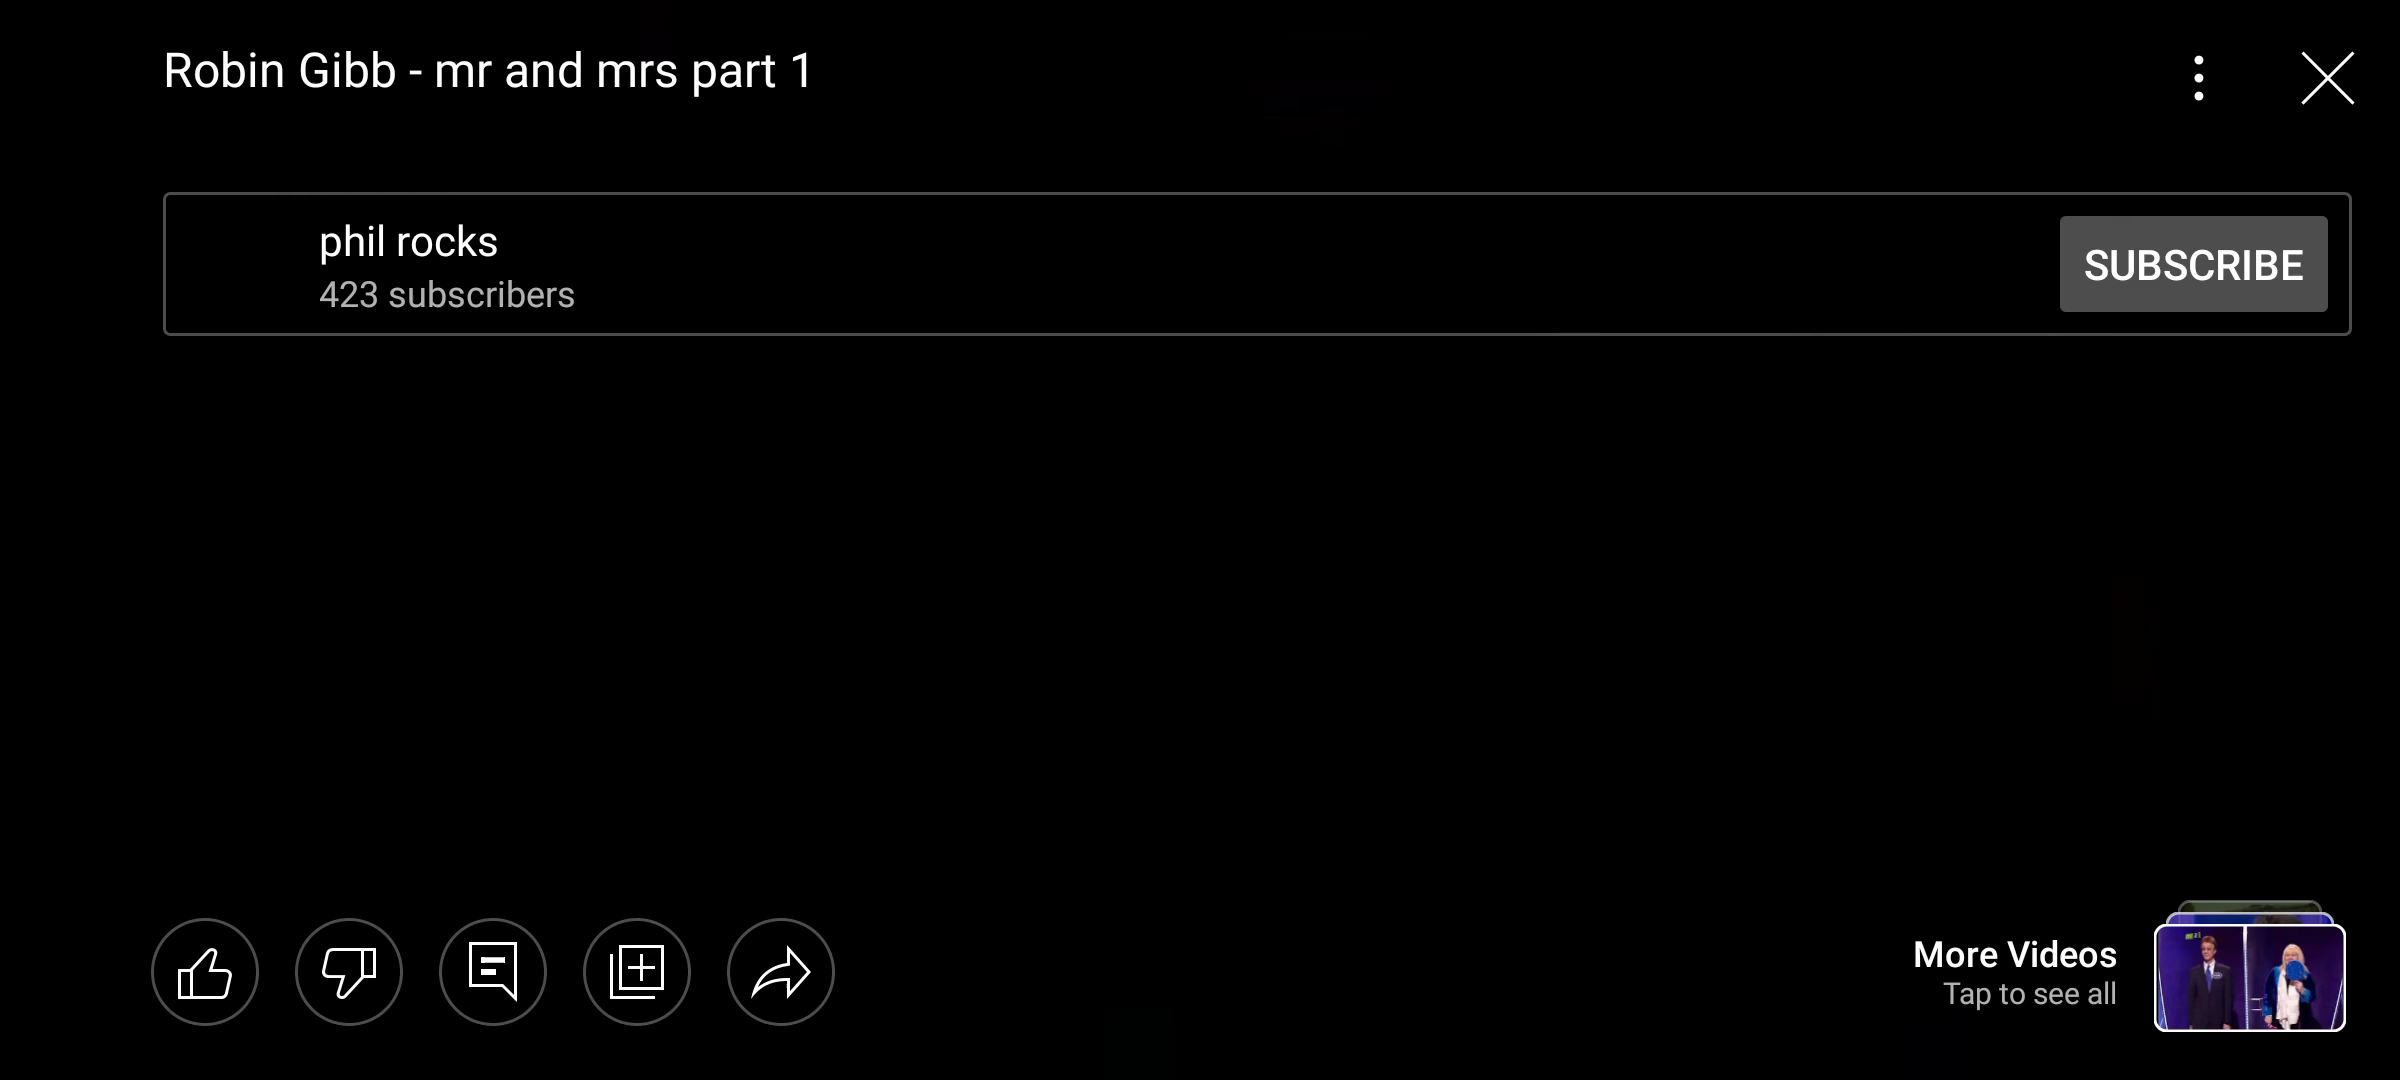 Robin Gibb - mr and mrs part 1
phil rocks
423 subscribers
SUBSCRIBE
More Videos
Tap to see all